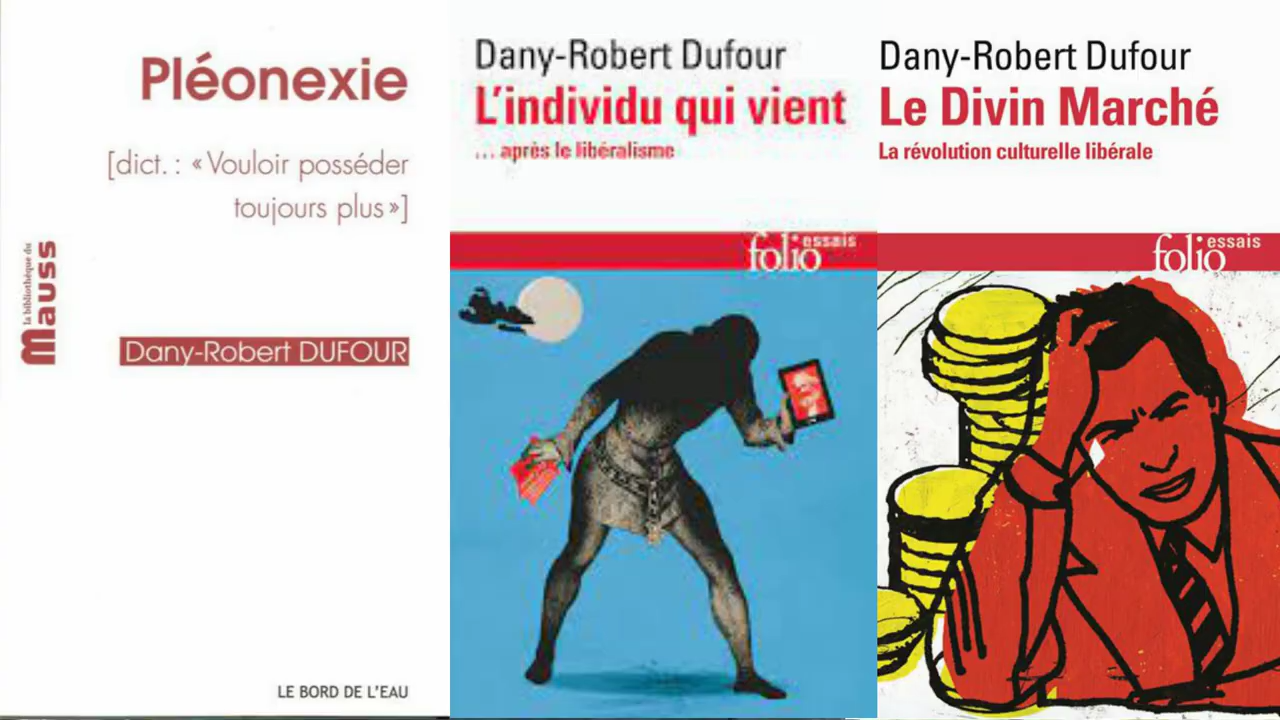 Pléonexie
[dict. : « Vouloir posséder
toujours plus »]
la bibliothèque du
mauss
Dany-Robert DUFOUR
LE BORD DE L'EAU
Dany-Robert Dufour
L'individu qui vient
... après le libéralisme
folio essais
Dany-Robert Dufour
Le Divin Marché
La révolution culturelle libérale
folio essais